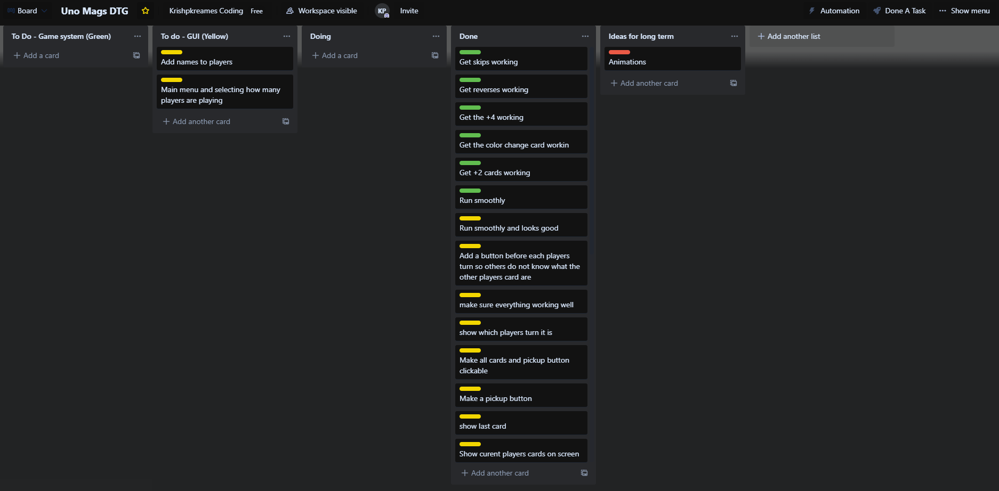 Board
Uno Mags DTG
Krishpkreames Coding
Free
Workspace visible
KP
Invite
Automation
Done A Task
Show menu
To Do - Game system (Green)
Add a card
To do - GUI (Yellow)
Add names to players
Main menu and selecting how many
players are playing
Add another card
Doing
Add a card
Done
Get skips working
Get reverses working
Get the +4 working
Get the color change card workin
Get +2 cards working
Run smoothly
Run smoothly and looks good
Add a button before each players
turn so others do not know what the
other players card are
make sure everything working well
show which players turn it is
Make all cards and pickup button
clickable
Make a pickup button
show last card
Show curent players cards on screen
Add another card
Ideas for long term
Animations
Add another card
Add another list